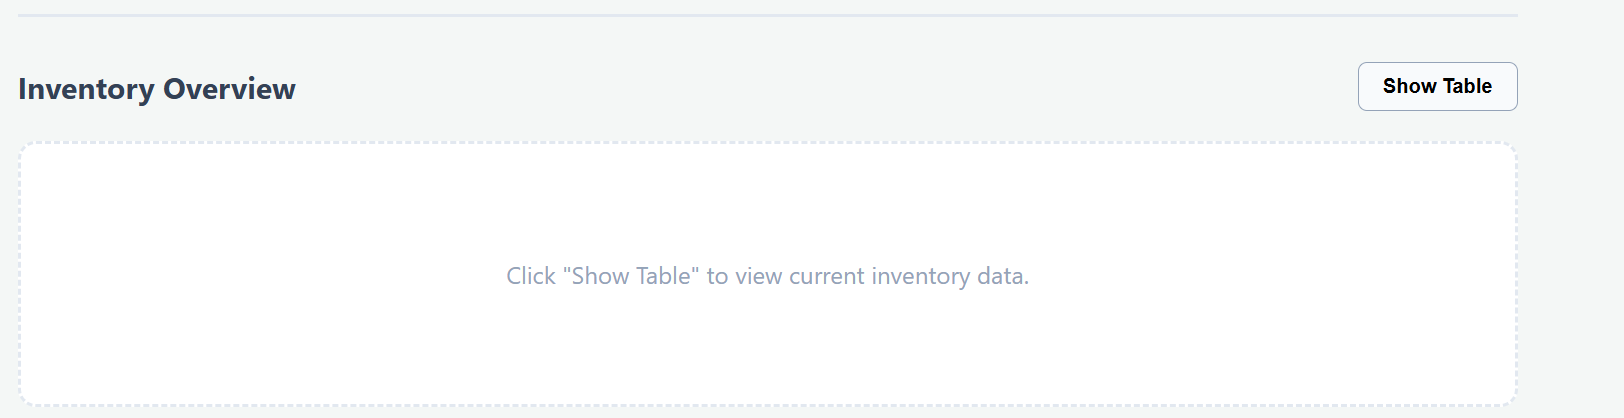 Inventory Overview
Show Table
Click "Show Table" to view current inventory data.